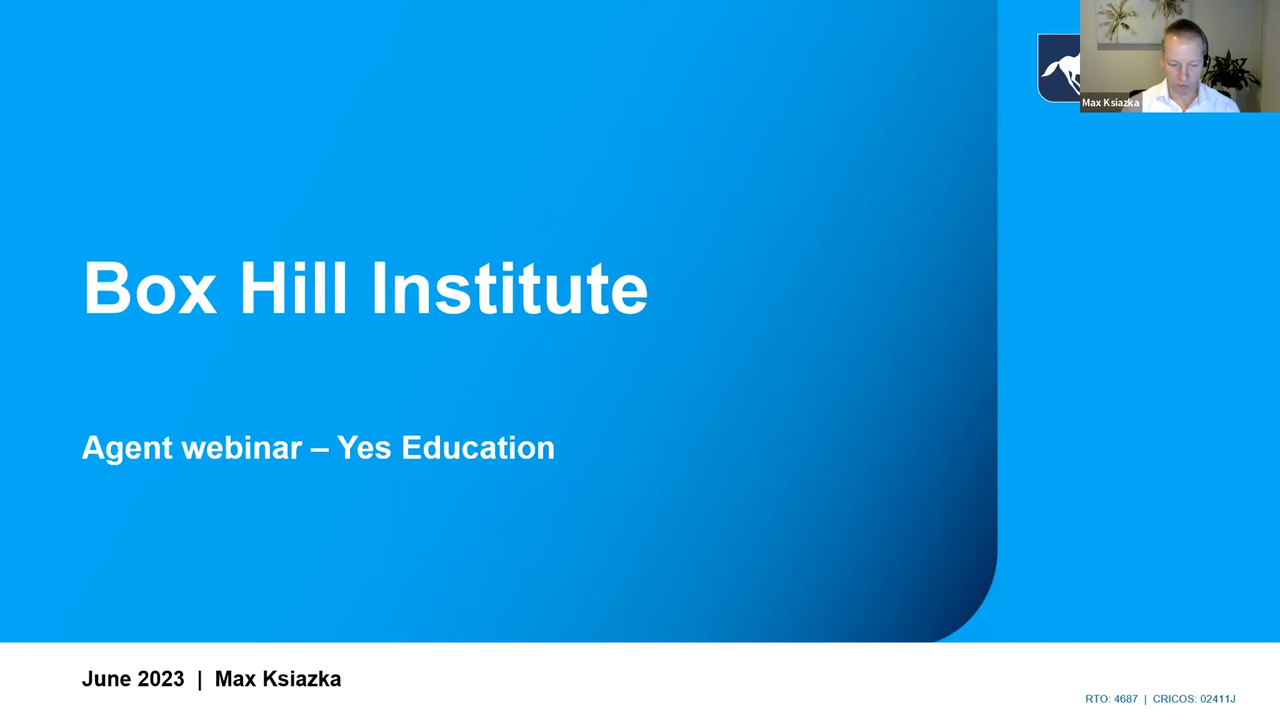 Max Ksiazka
Box Hill Institute
Agent webinar – Yes Education
June 2023 | Max Ksiazka
RTO: 4687 | CRICOS: 02411J